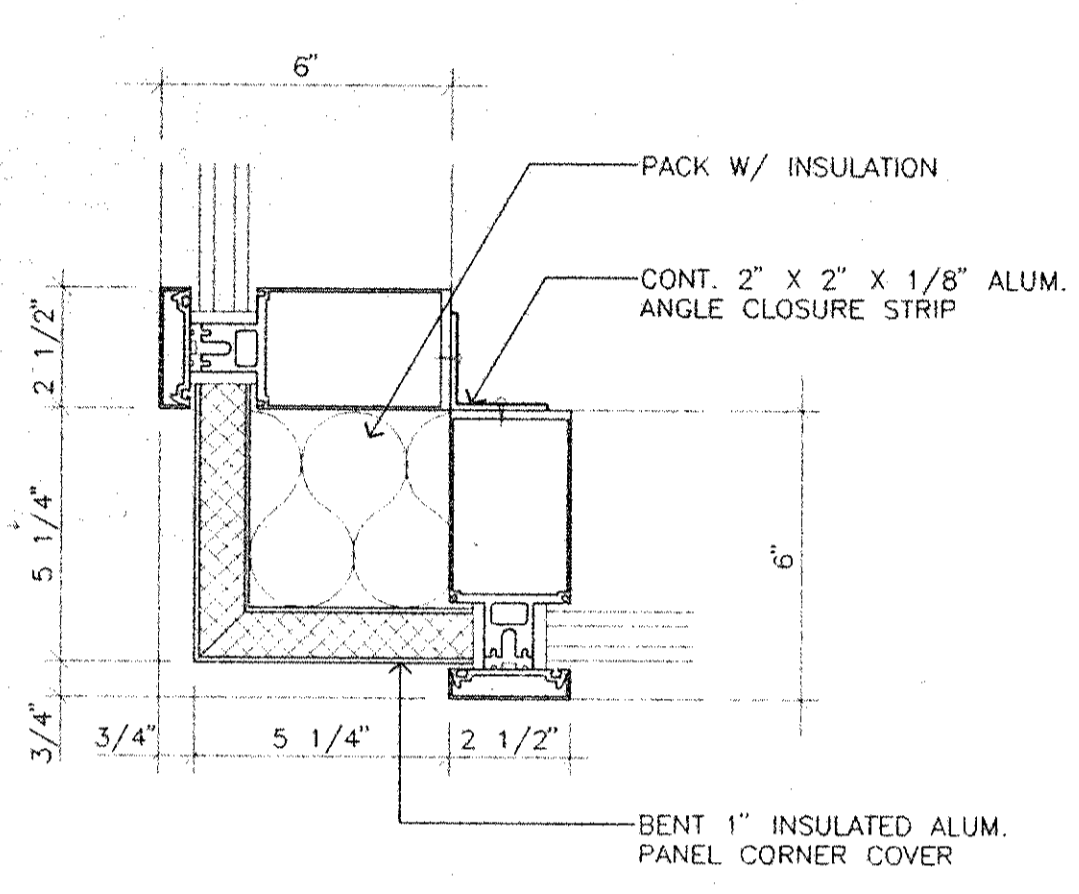 6"
PACK W/ INSULATION
CONT. 2" X 2" X 1/8" ALUM.
ANGLE CLOSURE STRIP
2 1/2"
5 1/4"
6"
3/4"
3/4"
5 1/4"
2 1/2"
BENT 1" INSULATED ALUM.
PANEL CORNER COVER